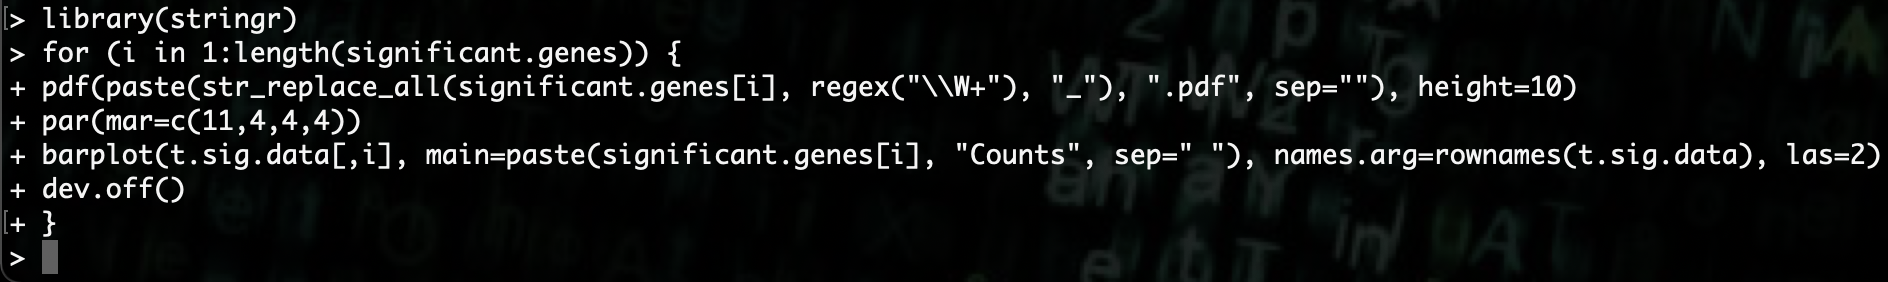 > library(stringr)
> for (i in 1:length(significant.genes)) {
+ pdf(paste(str_replace_all(significant.genes[i], regex("\\W+"), "_"), ".pdf", sep=""), height=10)
+ par(mar=c(11,4,4,4))
+ barplot(t.sig.data[,i], main=paste(significant.genes[i], "Counts", sep=" "), names.arg=rownames(t.sig.data), las=2)
+ dev.off()
+ }
>